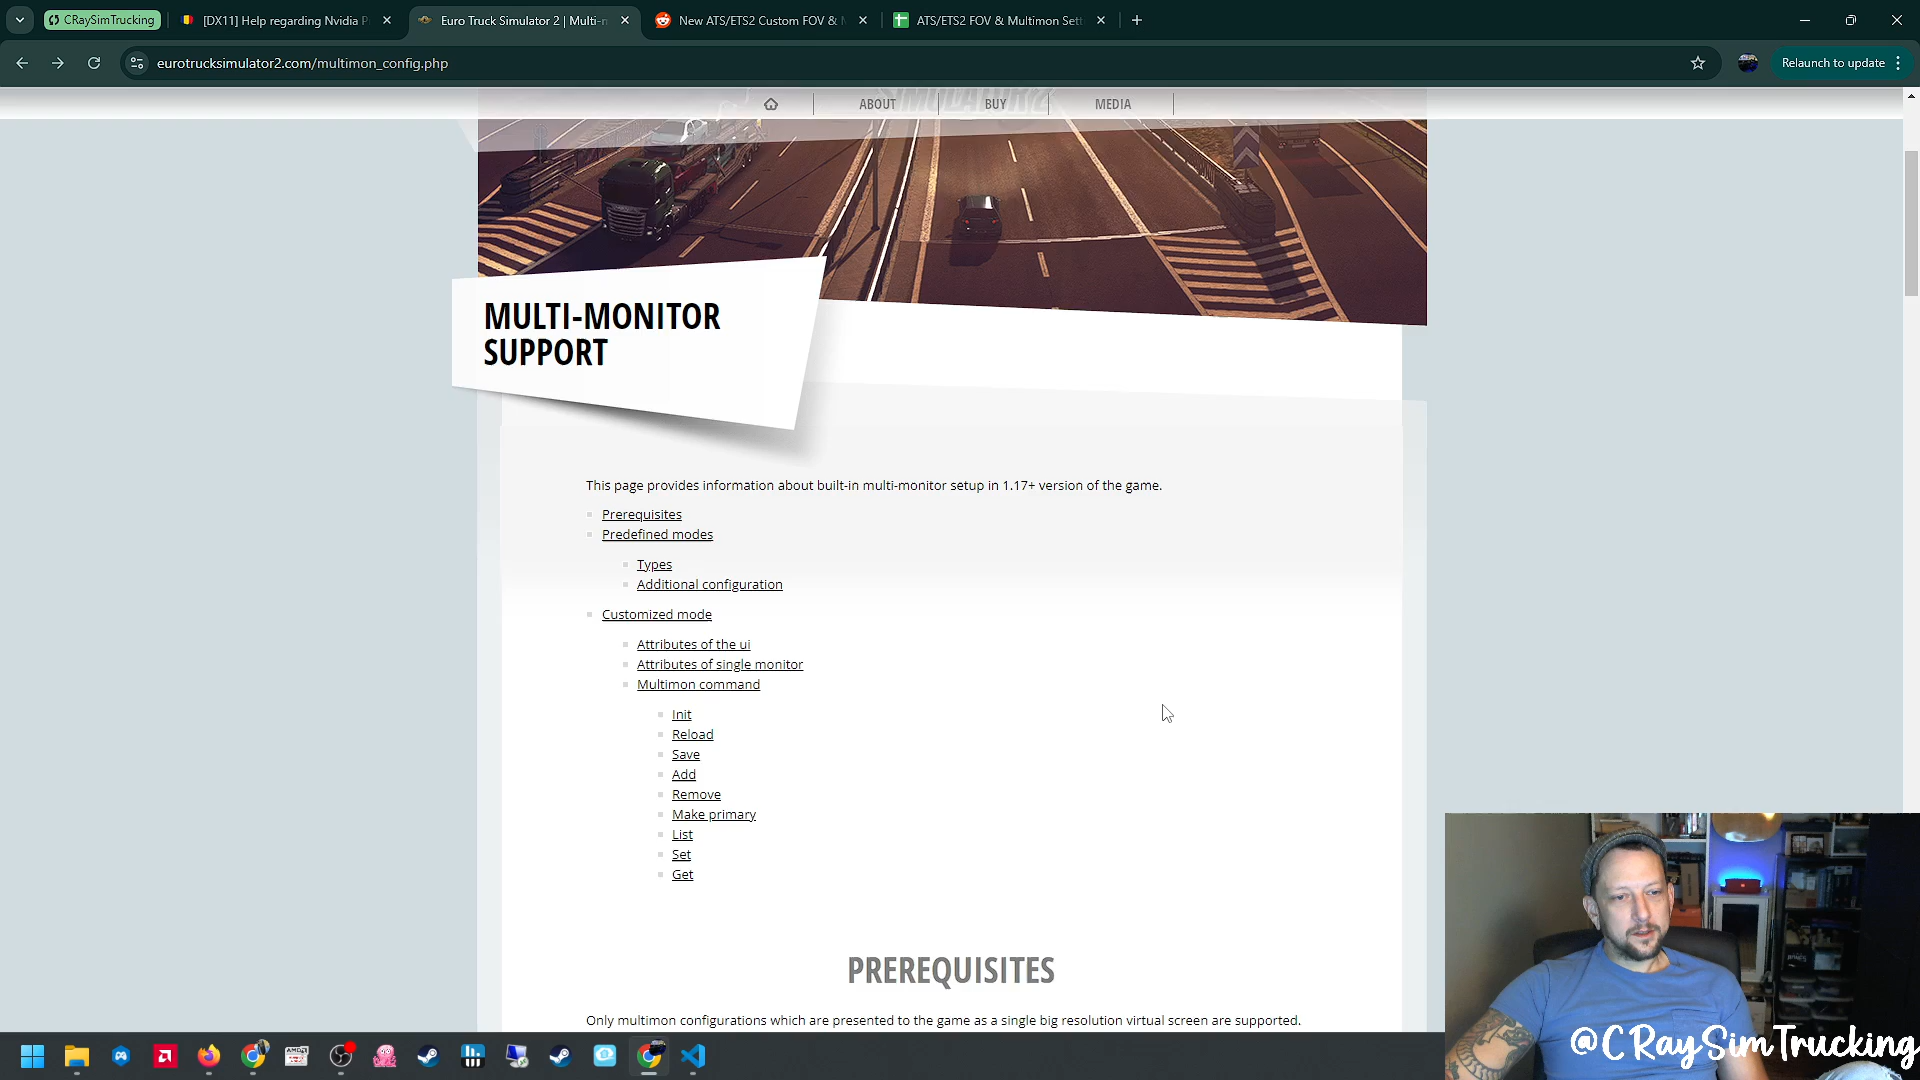 CRaySimTrucking
[DX11] Help regarding Nvidia P
Euro Truck Simulator 2 | Multi-m
New ATS/ETS2 Custom FOV & M
ATS/ETS2 FOV & Multimon Sett
eurotrucksimulator2.com/multimon_config.php
Relaunch to update
ABOUT
BUY
MEDIA
MULTI-MONITOR
SUPPORT
This page provides information about built-in multi-monitor setup in 1.17+ version of the game.
Prerequisites
Predefined modes
Types
Additional configuration
Customized mode
Attributes of the ui
Attributes of single monitor
Multimon command
Init
Reload
Save
Add
Remove
Make primary
List
Set
Get
PREREQUISITES
Only multimon configurations which are presented to the game as a single big resolution virtual screen are supported.
@CRaySimTrucking